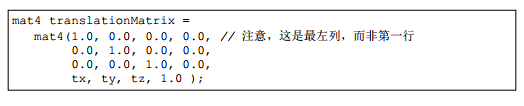 mat4 translationMatrix =
mat4(1.0, 0.0, 0.0, 0.0, // 注意，这是最左列，而非第一行
0.0, 1.0, 0.0, 0.0,
0.0, 0.0, 1.0, 0.0,
tx, ty, tz, 1.0 );